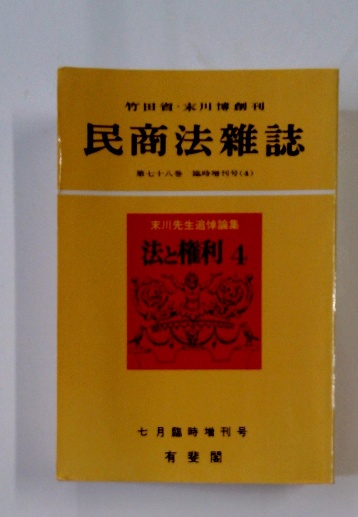 竹田省・末川博創刊
民商法雜誌
第七十八巻 臨時増刊号(4)
末川先生追悼論集
法と権利 4
七月臨時増刊号
有斐閣